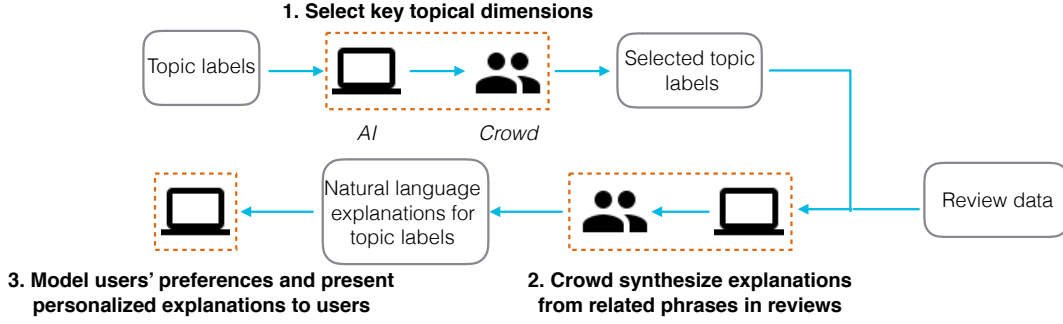 1. Select key topical dimensions
Topic labels
Selected topic
labels
AI
Crowd
Natural language
explanations for
topic labels
Review data
3. Model users' preferences and present
personalized explanations to users
2. Crowd synthesize explanations
from related phrases in reviews